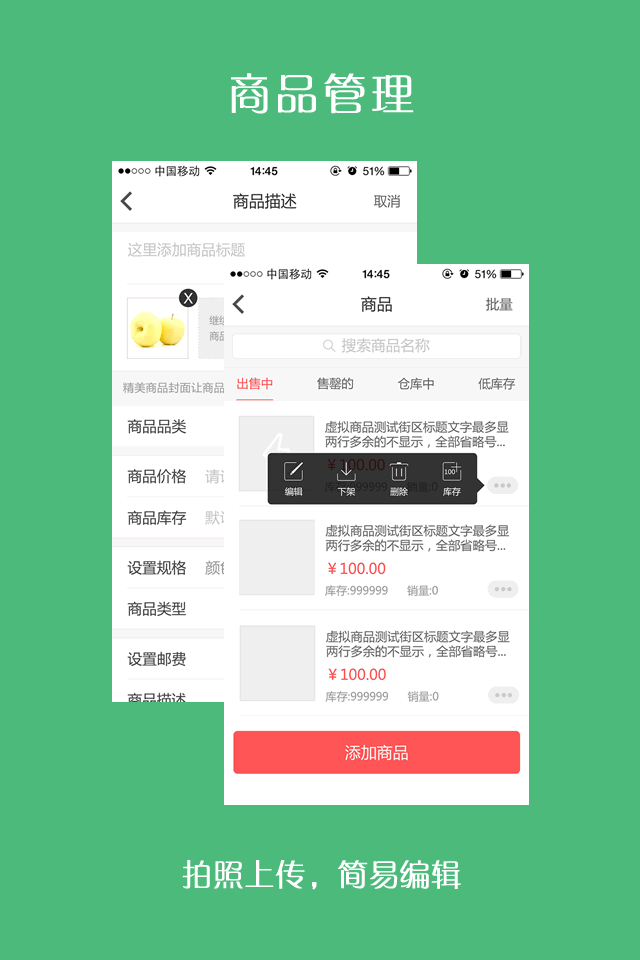 商品管理
中国移动 14:45 51%
商品描述 取消
这里添加商品标题
X
继续
商品
精美商品封面让商品
商品品类
商品价格 请
商品库存 默
设置规格 颜
商品类型
设置邮费
商品描述
中国移动 14:45 51%
商品 批量
搜索商品名称
出售中 售罄的 仓库中 低库存
虚拟商品测试街区标题文字最多显
两行多余的不显示，全部省略号...
¥100.00
库存:999999 销量:0
编辑 下架 删除 100+ 库存
虚拟商品测试街区标题文字最多显
两行多余的不显示，全部省略号...
¥100.00
库存:999999 销量:0
虚拟商品测试街区标题文字最多显
两行多余的不显示，全部省略号...
¥100.00
库存:999999 销量:0
添加商品
拍照上传，简易编辑